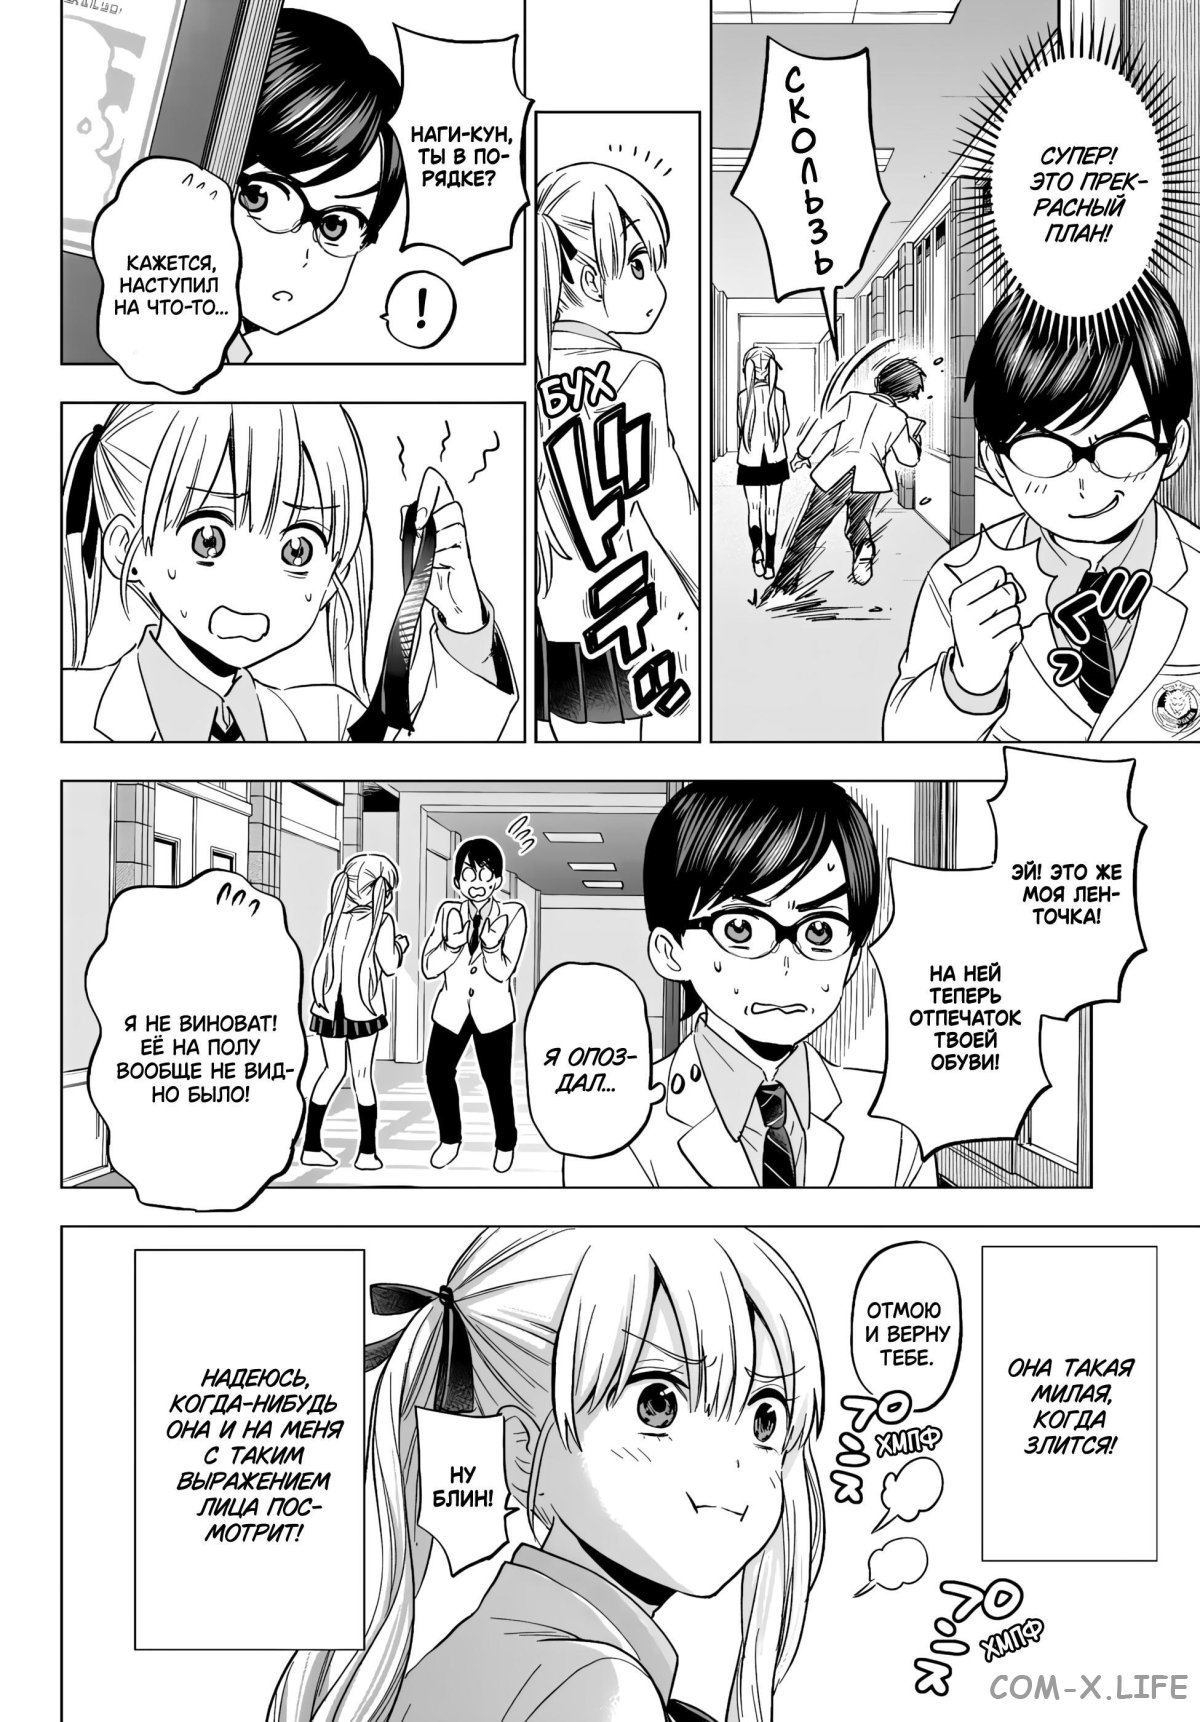 СУПЕР!
ЭТО ПРЕК-
РАСНЫЙ
ПЛАН!
СКОЛЬЗЬ
БУХ
ド
テ
НАГИ-КУН,
ТЫ В ПО-
РЯДКЕ?
!
КАЖЕТСЯ,
НАСТУПИЛ
НА ЧТО-ТО...
ЭЙ! ЭТО ЖЕ
МОЯ ЛЕН-
ТОЧКА!
НА НЕЙ
ТЕПЕРЬ
ОТПЕЧАТОК
ТВОЕЙ
ОБУВИ!
Я ОПОЗ-
ДАЛ...
Я НЕ ВИНОВАТ!
ЕЁ НА ПОЛУ
ВООБЩЕ НЕ ВИД-
НО БЫЛО!
ОНА ТАКАЯ
МИЛАЯ,
КОГДА
ЗЛИТСЯ!
ОТМОЮ
И ВЕРНУ
ТЕБЕ.
ХМПФ
ХМПФ
НУ
БЛИН!
НАДЕЮСЬ,
КОГДА-НИБУДЬ
ОНА И НА МЕНЯ
С ТАКИМ
ВЫРАЖЕНИЕМ
ЛИЦА ПОС-
МОТРИТ!
COM-X.LIFE